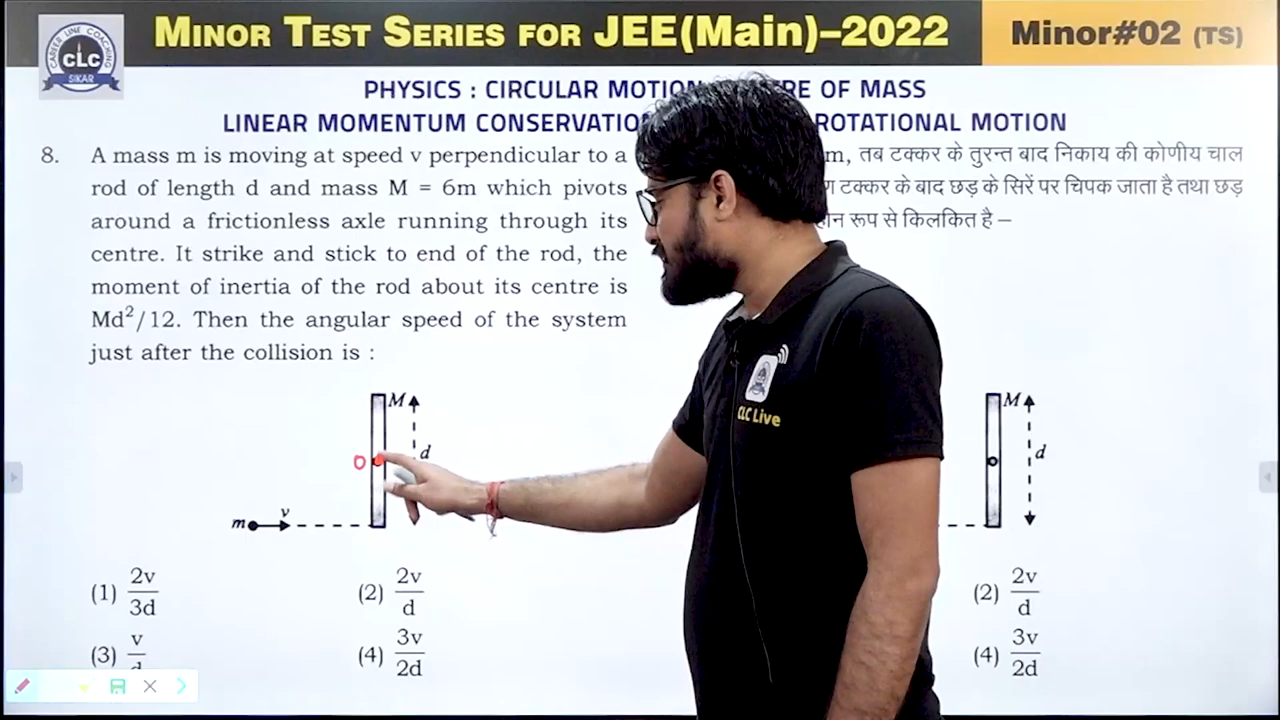 CAREER LINE COACHING
CLC
SIKAR
MINOR TEST SERIES FOR JEE(Main)–2022
Minor#02 (TS)
PHYSICS : CIRCULAR MOTION RE OF MASS
LINEAR MOMENTUM CONSERVATIO ROTATIONAL MOTION
8. A mass m is moving at speed v perpendicular to a
rod of length d and mass M = 6m which pivots
around a frictionless axle running through its
centre. It strike and stick to end of the rod, the
moment of inertia of the rod about its centre is
Md²/12. Then the angular speed of the system
just after the collision is :
M
d
O
m
v
(1) 2v/3d
(2) 2v/d
(3) v/d
(4) 3v/2d
m, तब टक्कर के तुरन्त बाद निकाय की कोणीय चाल
टक्कर के बाद छड़ के सिरें पर चिपक जाता है तथा छड़
रूप से किलकित है –
M
d
(2) 2v/d
(4) 3v/2d
CLC Live